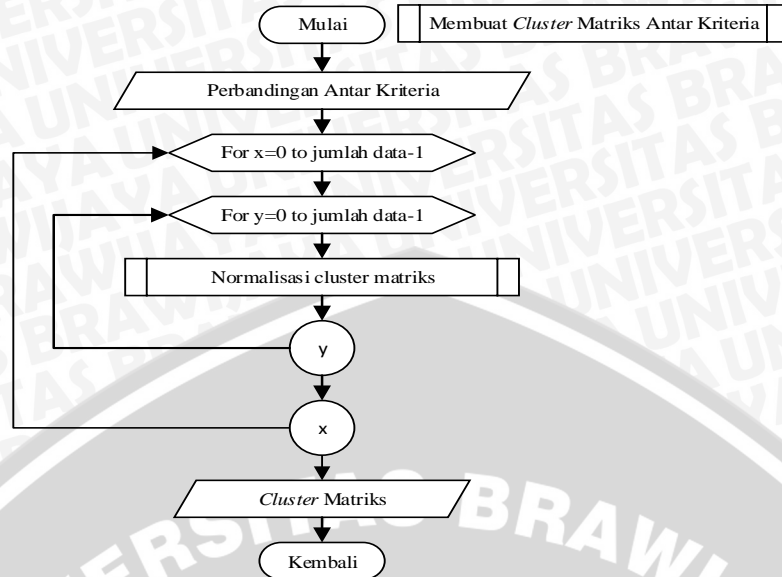 Mulai
Membuat Cluster Matriks Antar Kriteria
Perbandingan Antar Kriteria
For x=0 to jumlah data-1
For y=0 to jumlah data-1
Normalisasi cluster matriks
y
x
Cluster Matriks
Kembali